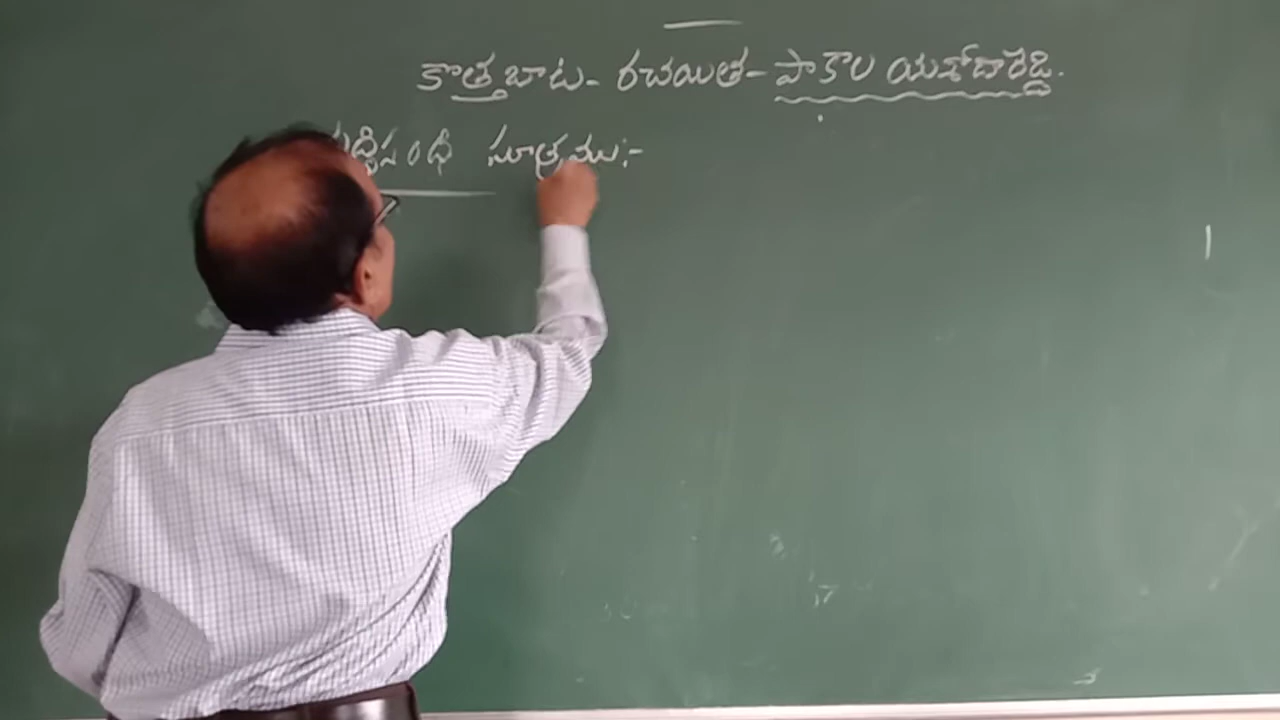 కొత్తబాట - రచయిత - పాకాల యశోదారెడ్డి.
సూత్రము :-